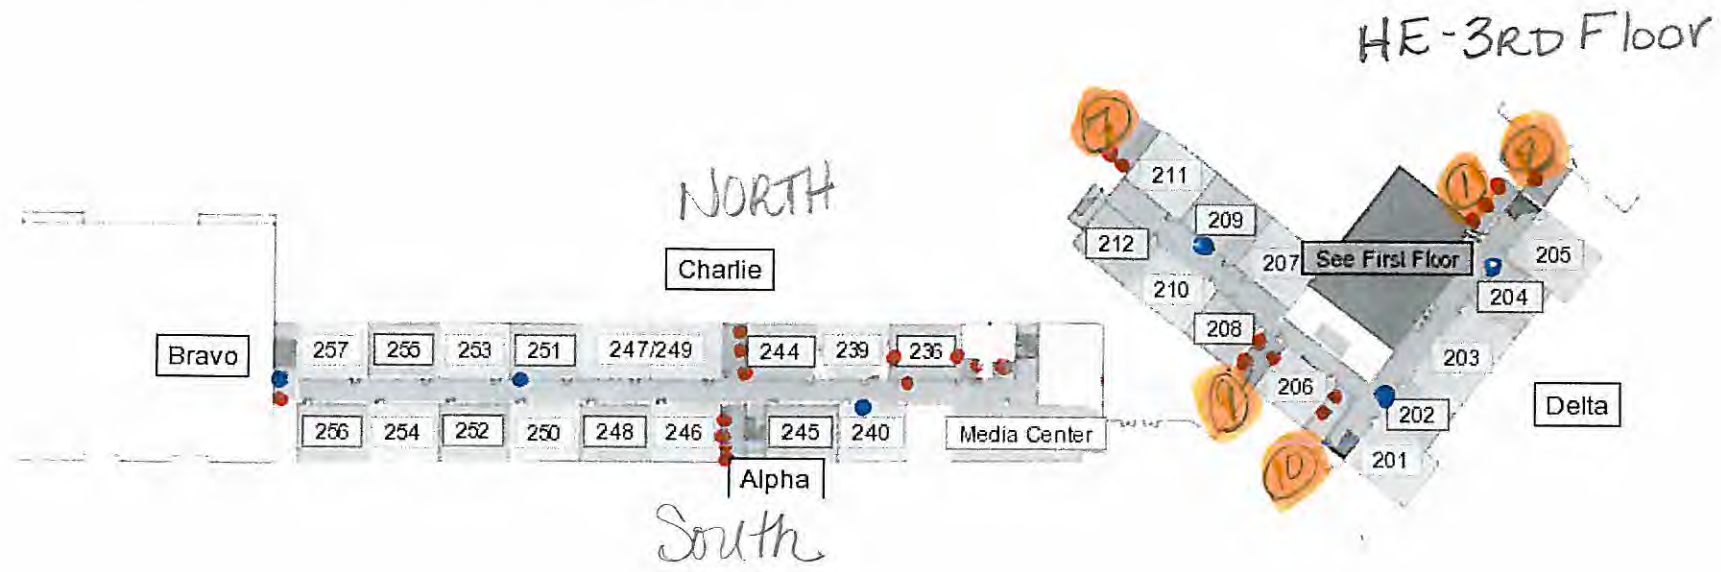 HE-3RD Floor
NORTH
Charlie
Bravo
257 255 253 251 247/249 244 239 236
256 254 252 250 248 246 245 240 Media Center
Alpha
South
211
209
212
207 See First Floor 205
210 204
208
203
206
202 Delta
201
1
10